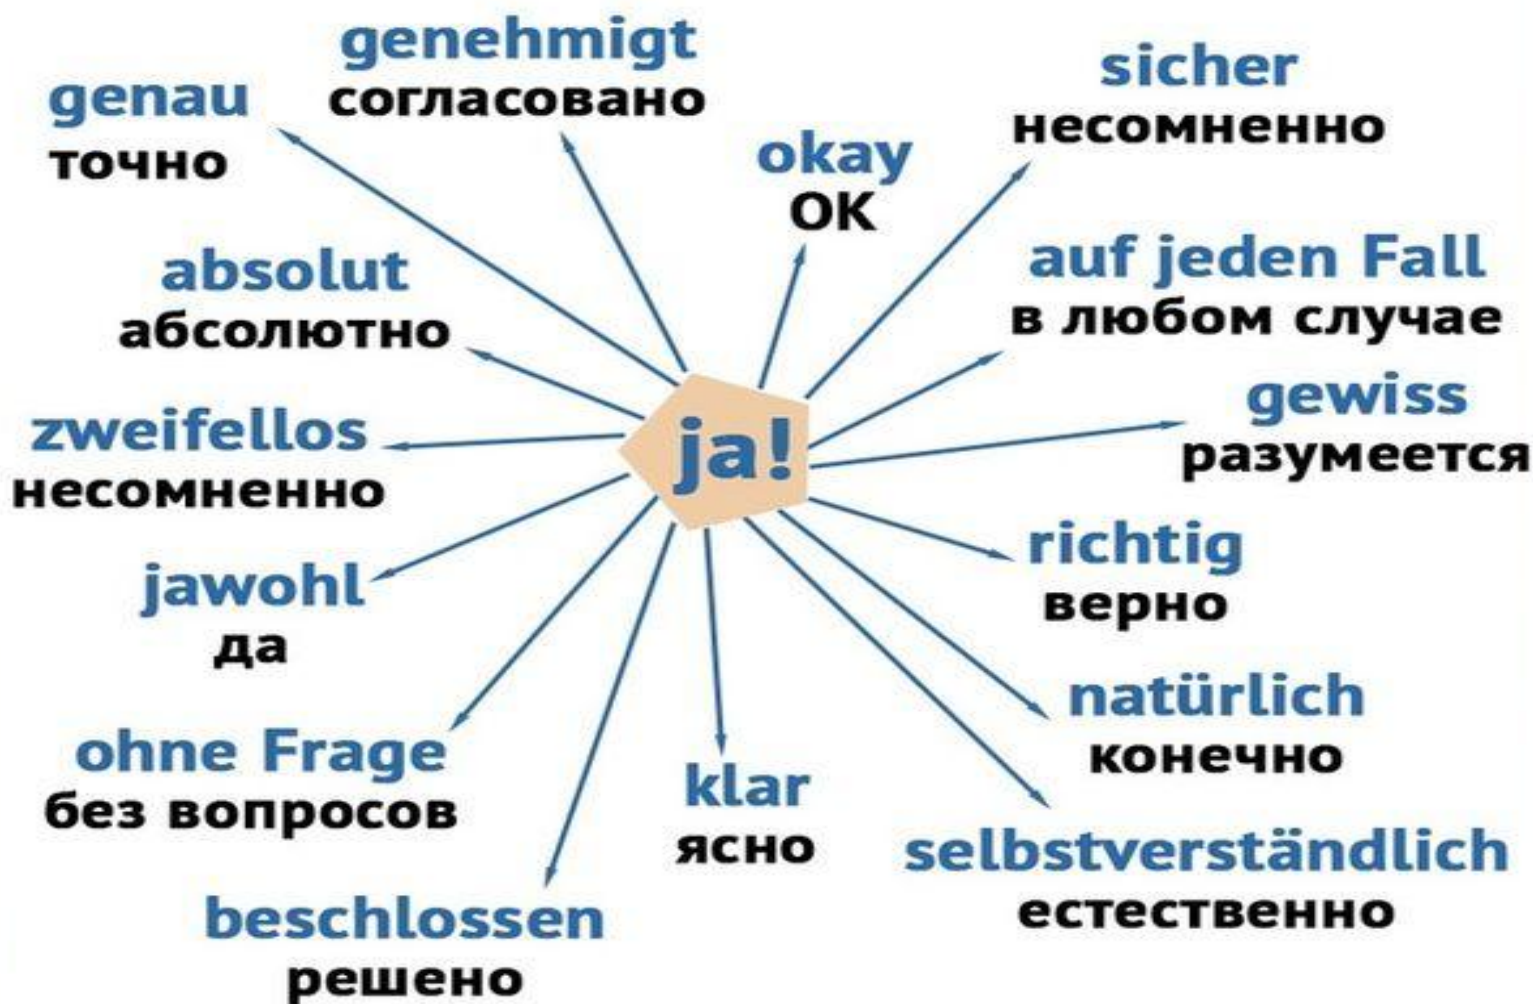 genehmigt
согласовано
genau
точно
sicher
несомненно
okay
ОК
absolut
абсолютно
auf jeden Fall
в любом случае
zweifellos
несомненно
ja!
gewiss
разумеется
jawohl
да
richtig
верно
ohne Frage
без вопросов
klar
ясно
natürlich
конечно
selbstverständlich
естественно
beschlossen
решено